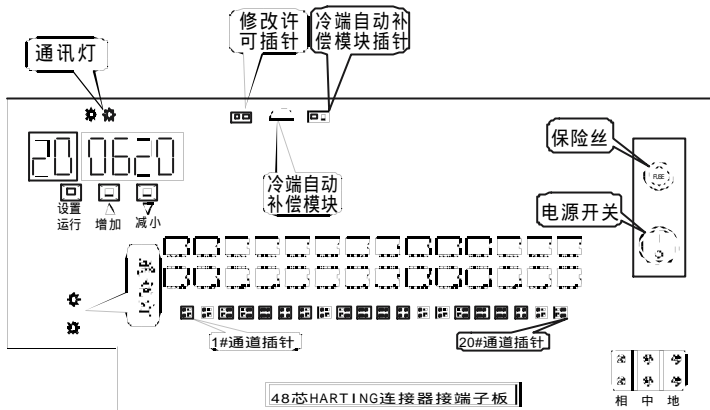 修改许
可插针
冷端自动补
偿模块插针
通讯灯
20 0620
保险丝
FUSE
冷端自动
补偿模块
设置
运行
增加
减小
电源开关
1#通道插针
20#通道插针
48芯HARTING连接器接端子板
相 中 地